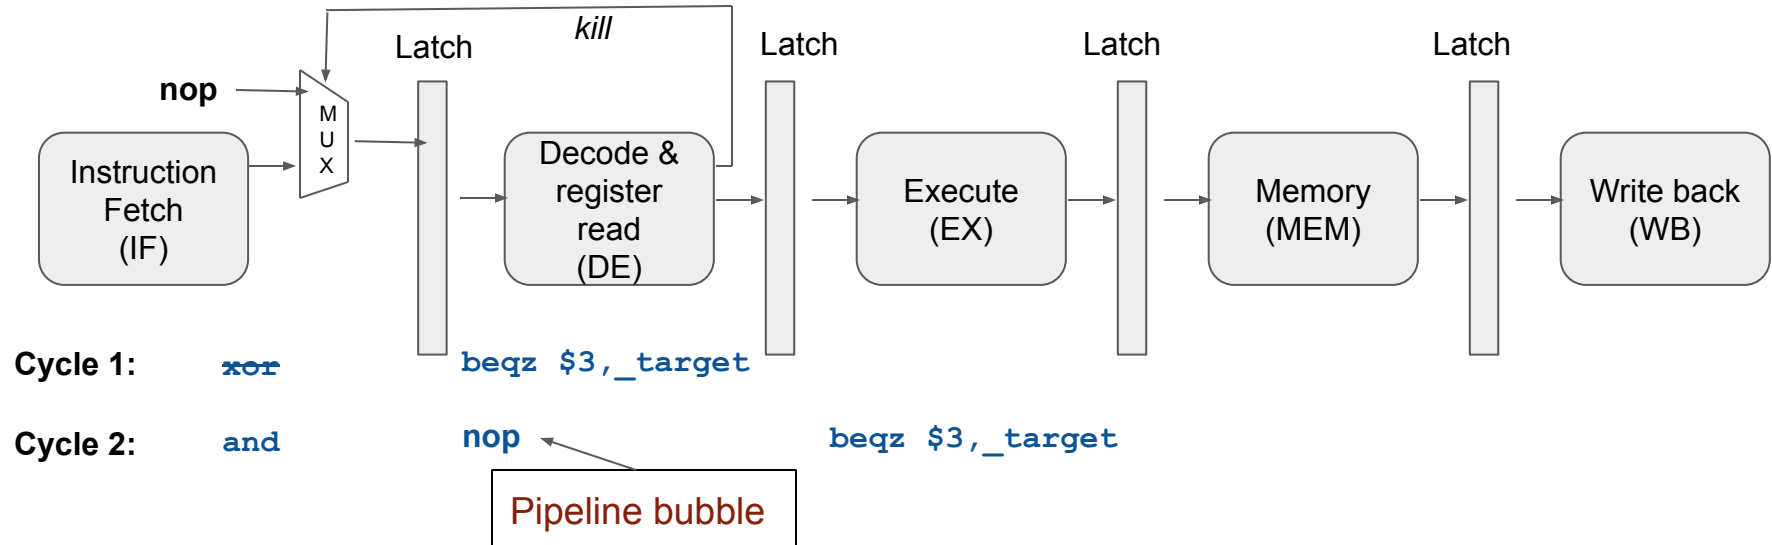 kill
Latch
Latch
Latch
Latch
nop
M
U
X
Instruction
Fetch
(IF)
Decode &
register
read
(DE)
Execute
(EX)
Memory
(MEM)
Write back
(WB)
Cycle 1: xor beqz $3,_target
Cycle 2: and nop beqz $3,_target
Pipeline bubble